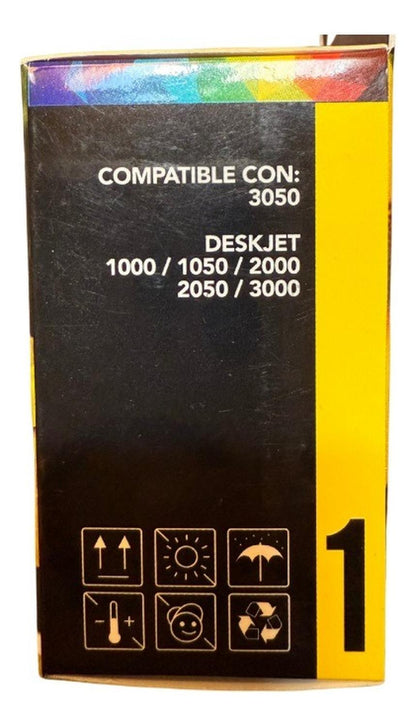 COMPATIBLE CON:
3050
DESKJET
1000 / 1050 / 2000
2050 / 3000
- +
1